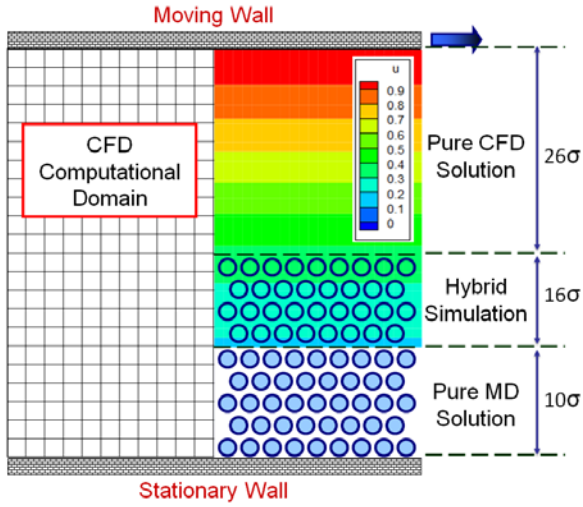 Moving Wall
u
0.9
0.8
0.7
0.6
0.5
0.4
0.3
0.2
0.1
0
CFD
Computational
Domain
Pure CFD
Solution
26σ
Hybrid
Simulation
16σ
Pure MD
Solution
10σ
Stationary Wall